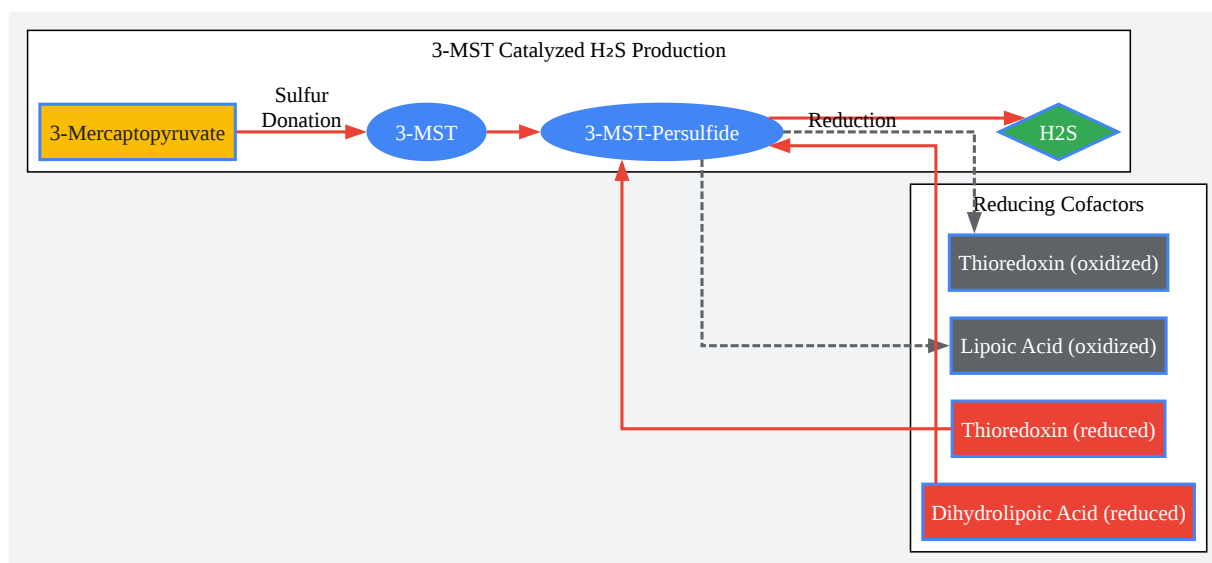 3-MST Catalyzed H₂S Production
Sulfur
Donation
3-Mercaptopyruvate
3-MST
3-MST-Persulfide
Reduction
H2S
Reducing Cofactors
Thioredoxin (oxidized)
Lipoic Acid (oxidized)
Thioredoxin (reduced)
Dihydrolipoic Acid (reduced)